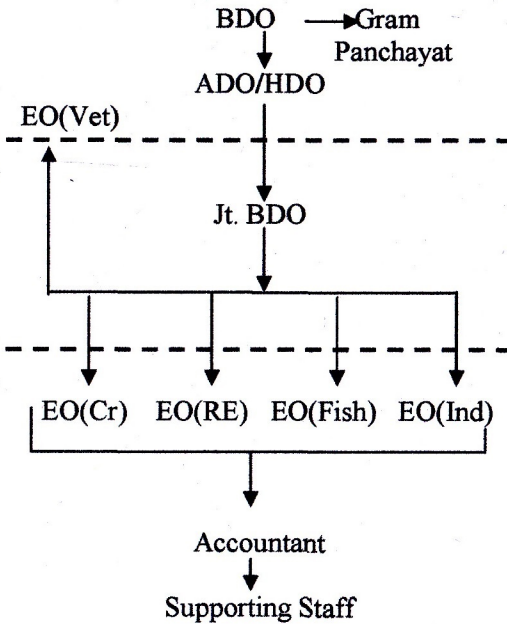 BDO Gram
Panchayat
ADO/HDO
EO(Vet)
Jt. BDO
EO(Cr) EO(RE) EO(Fish) EO(Ind)
Accountant
Supporting Staff